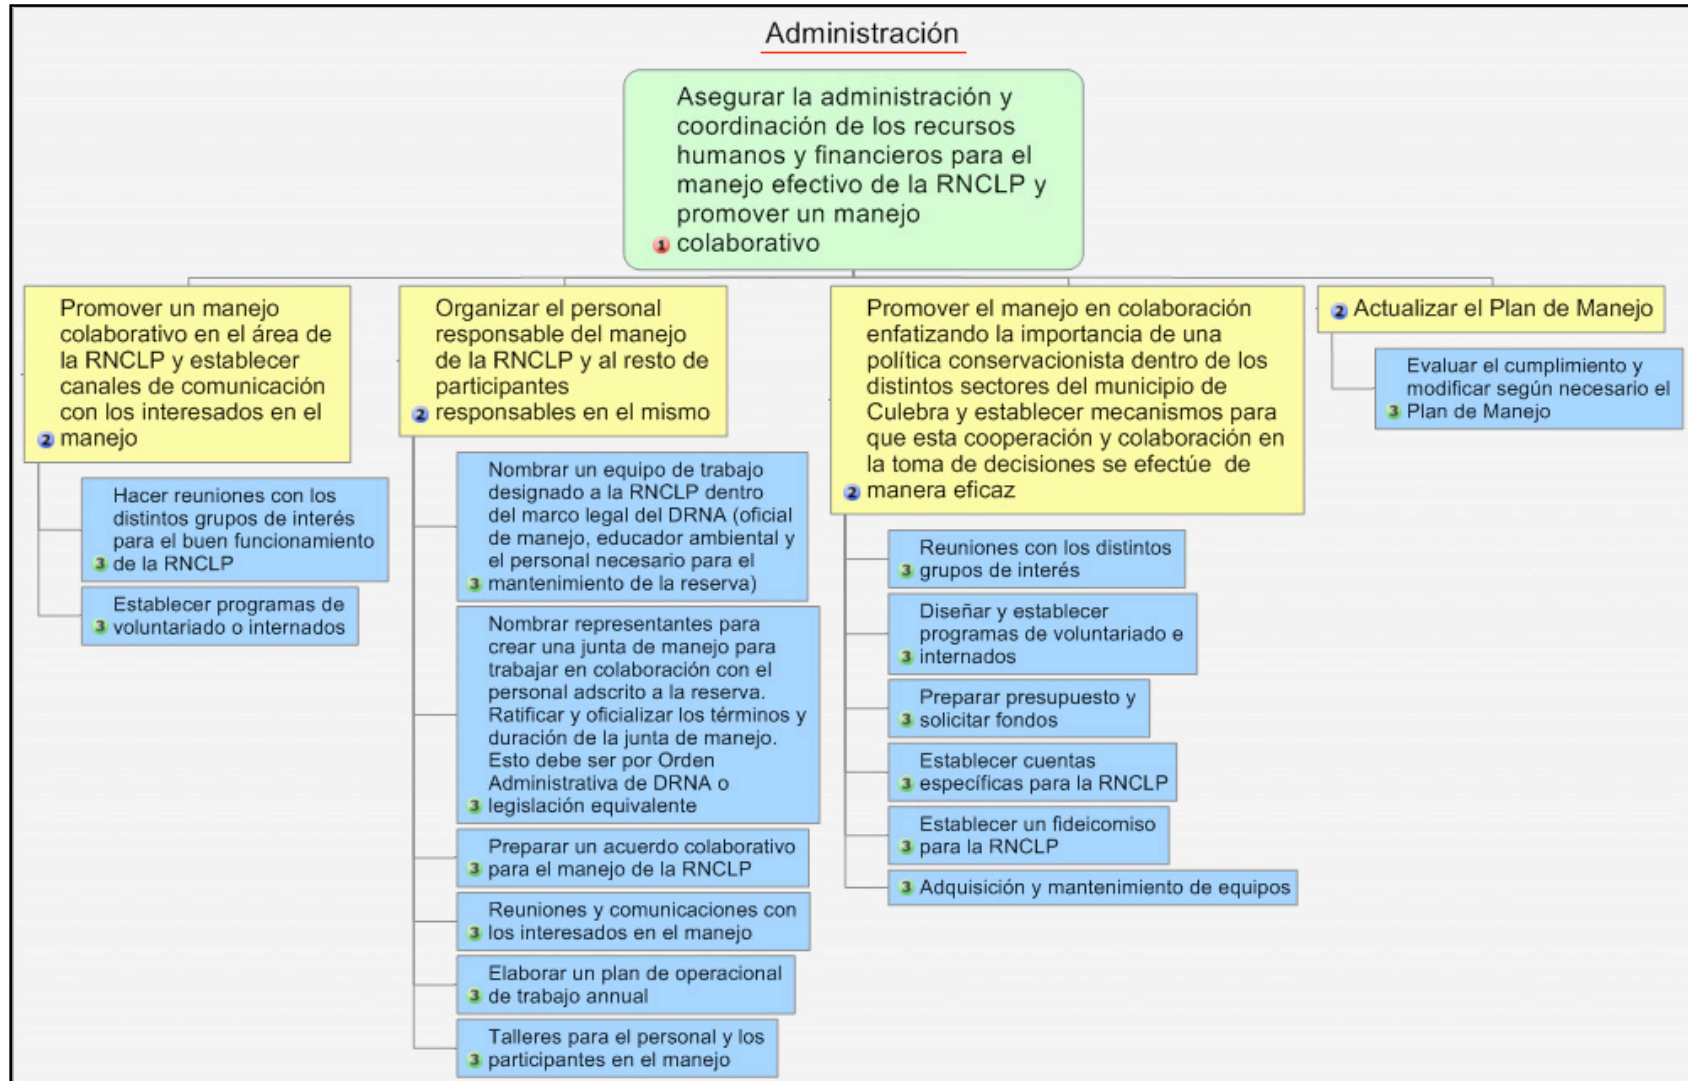 Administración
Asegurar la administración y
coordinación de los recursos
humanos y financieros para el
manejo efectivo de la RNCLP y
promover un manejo
1 colaborativo
Promover un manejo
colaborativo en el área de
la RNCLP y establecer
canales de comunicación
con los interesados en el
2 manejo
3 Hacer reuniones con los
distintos grupos de interés
para el buen funcionamiento
de la RNCLP
Establecer programas de
3 voluntariado o internados
Organizar el personal
responsable del manejo
de la RNCLP y al resto de
participantes
2 responsables en el mismo
Nombrar un equipo de trabajo
designado a la RNCLP dentro
del marco legal del DRNA (oficial
de manejo, educador ambiental y
el personal necesario para el
3 mantenimiento de la reserva)
Nombrar representantes para
crear una junta de manejo para
trabajar en colaboración con el
personal adscrito a la reserva.
Ratificar y oficializar los términos y
duración de la junta de manejo.
Esto debe ser por Orden
Administrativa de DRNA o
3 legislación equivalente
Preparar un acuerdo colaborativo
3 para el manejo de la RNCLP
Reuniones y comunicaciones con
3 los interesados en el manejo
Elaborar un plan de operacional
3 de trabajo annual
Talleres para el personal y los
3 participantes en el manejo
Promover el manejo en colaboración
enfatizando la importancia de una
política conservacionista dentro de los
distintos sectores del municipio de
Culebra y establecer mecanismos para
que esta cooperación y colaboración en
la toma de decisiones se efectúe de
2 manera eficaz
Reuniones con los distintos
3 grupos de interés
Diseñar y establecer
programas de voluntariado e
3 internados
Preparar presupuesto y
3 solicitar fondos
Establecer cuentas
3 específicas para la RNCLP
Establecer un fideicomiso
3 para la RNCLP
3 Adquisición y mantenimiento de equipos
2 Actualizar el Plan de Manejo
Evaluar el cumplimiento y
modificar según necesario el
3 Plan de Manejo